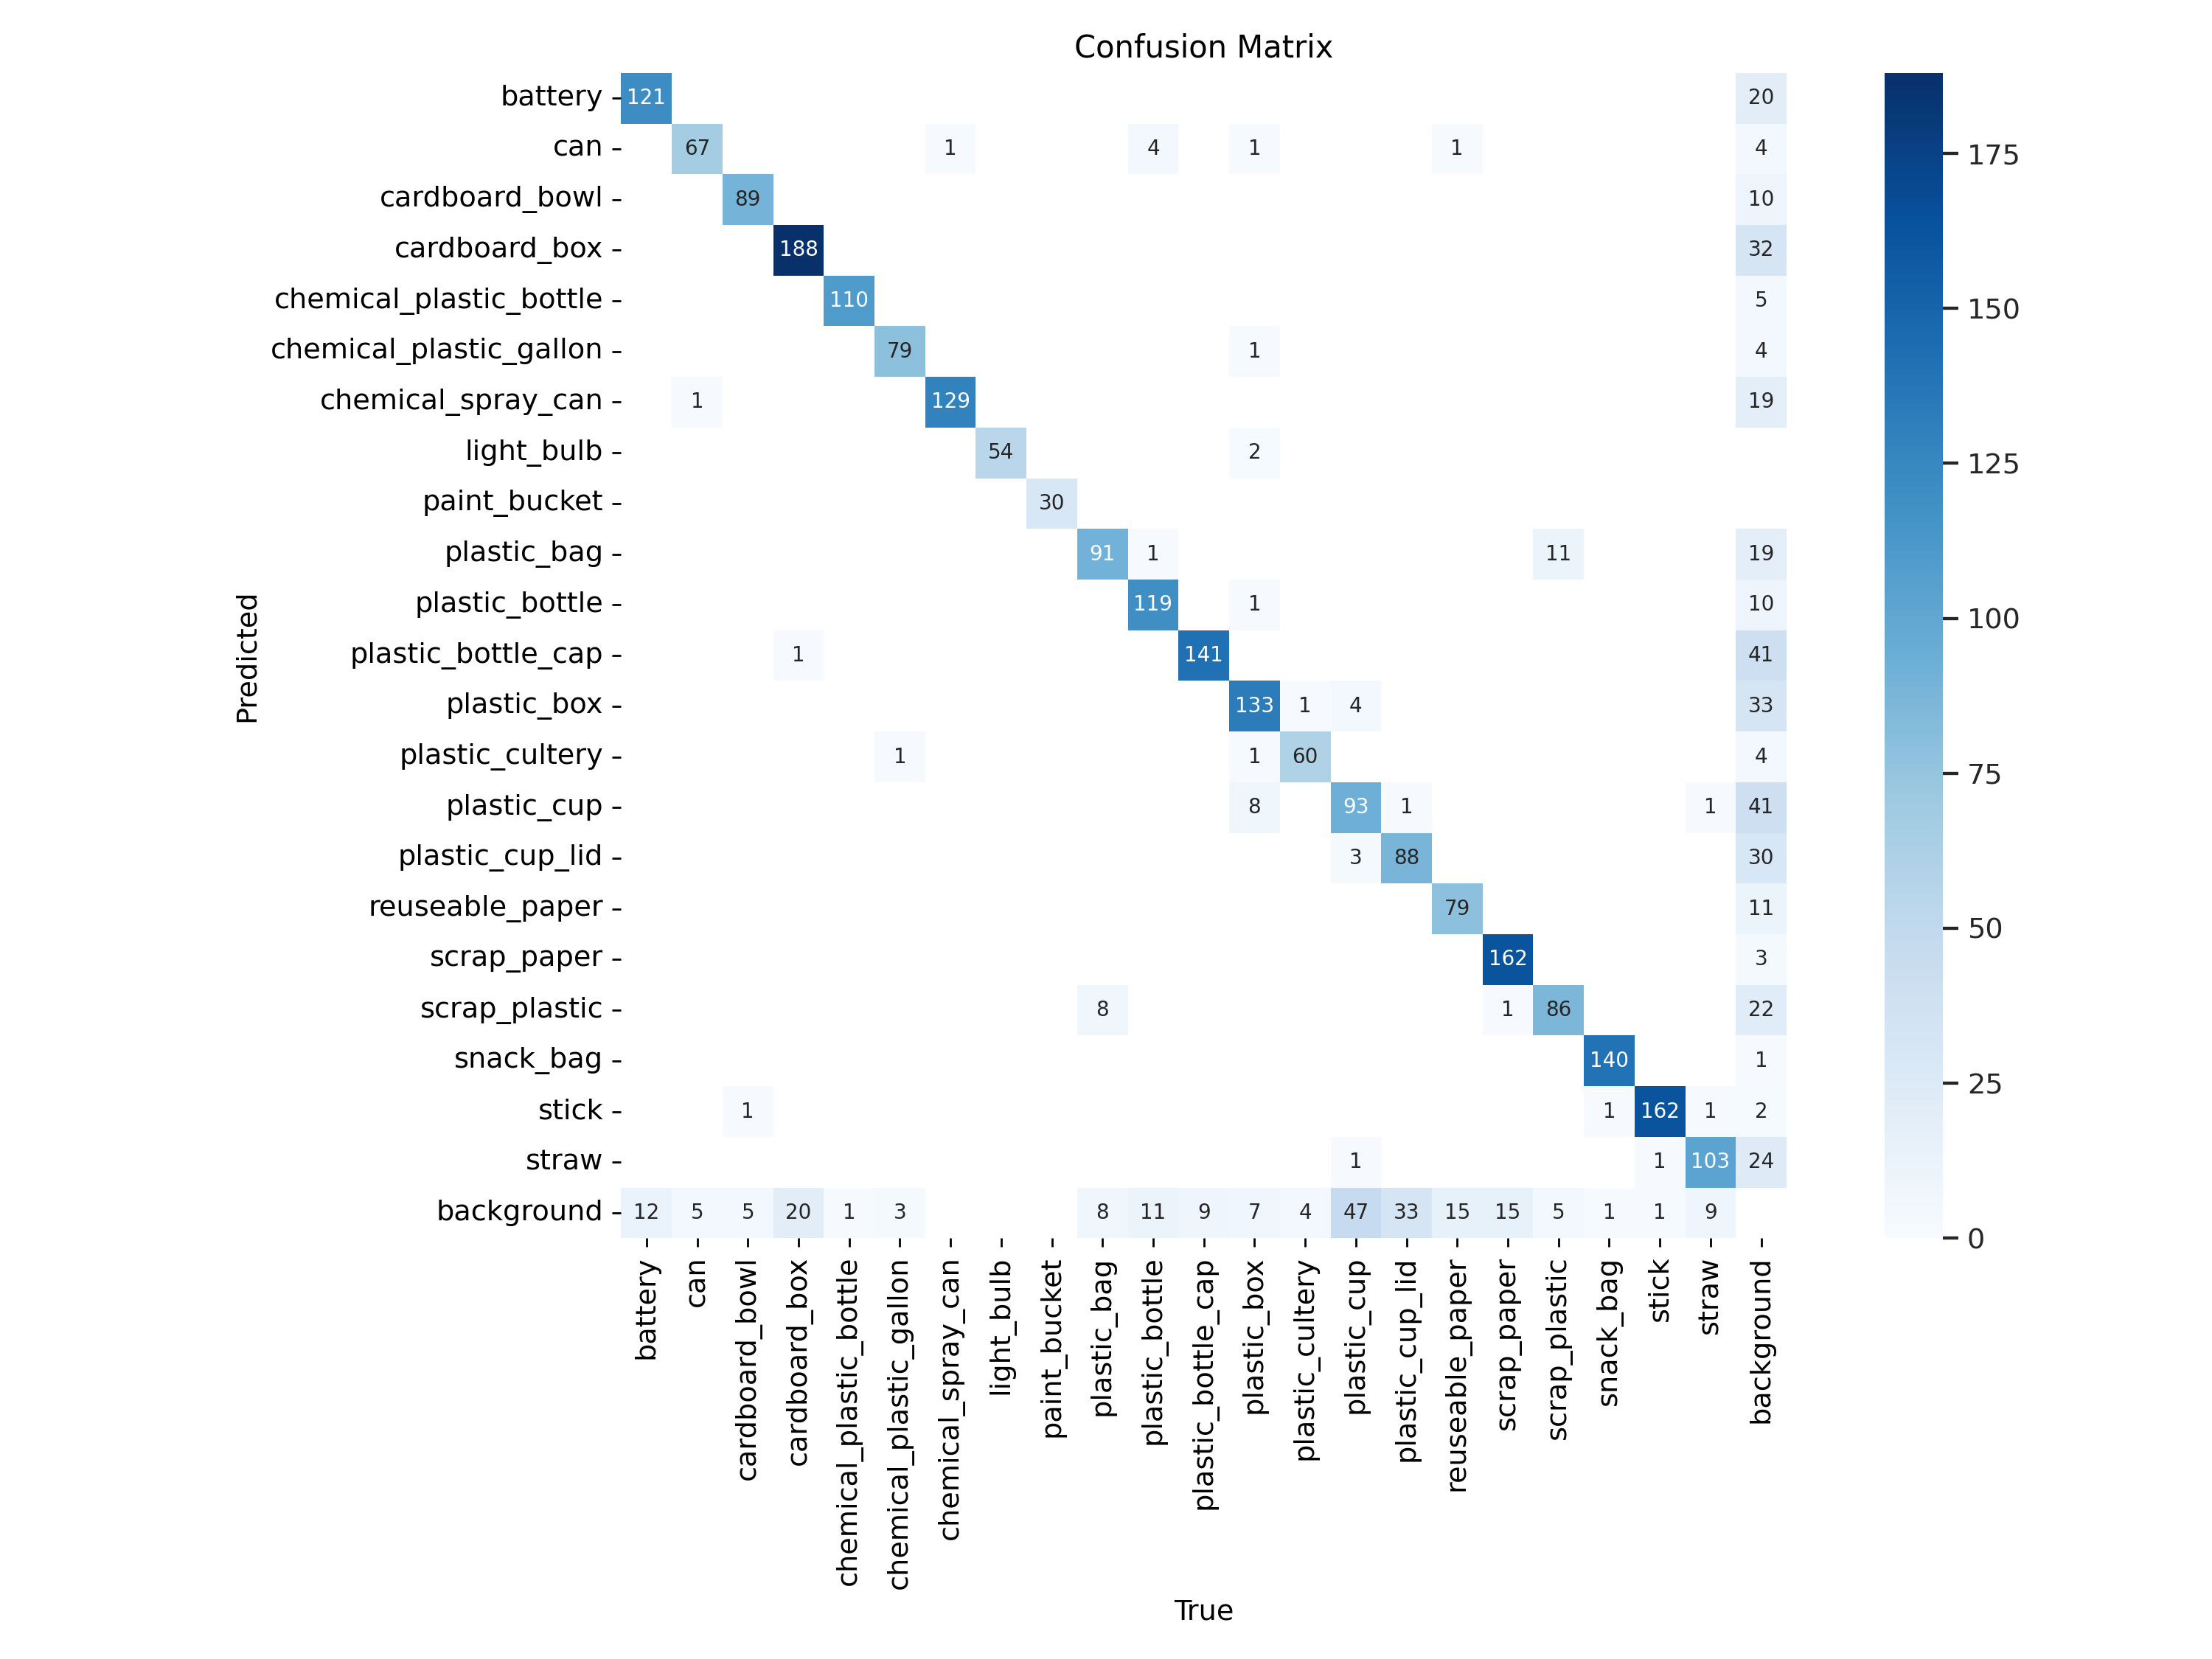 Confusion Matrix
battery 121 20
can 67 1 4 1 1 4 175
cardboard_bowl 89 10
cardboard_box 188 32
chemical_plastic_bottle 110 5 150
chemical_plastic_gallon 79 1 4
chemical_spray_can 1 129 19
light_bulb 54 2 125
paint_bucket 30
plastic_bag 91 1 11 19
plastic_bottle 119 1 10 100
plastic_bottle_cap 1 141 41
Predicted
plastic_box 133 1 4 33
plastic_cultery 1 1 60 4 75
plastic_cup 8 93 1 1 41
plastic_cup_lid 3 88 30
reuseable_paper 79 11 50
scrap_paper 162 3
scrap_plastic 8 1 86 22
snack_bag 140 1 25
stick 1 1 162 1 2
straw 1 1 103 24
background 12 5 5 20 1 3 8 11 9 7 4 47 33 15 15 5 1 1 9 0
battery
can
cardboard_bowl
cardboard_box
chemical_plastic_bottle
chemical_plastic_gallon
chemical_spray_can
light_bulb
paint_bucket
plastic_bag
plastic_bottle
plastic_bottle_cap
plastic_box
plastic_cultery
plastic_cup
plastic_cup_lid
reuseable_paper
scrap_paper
scrap_plastic
snack_bag
stick
straw
background
True